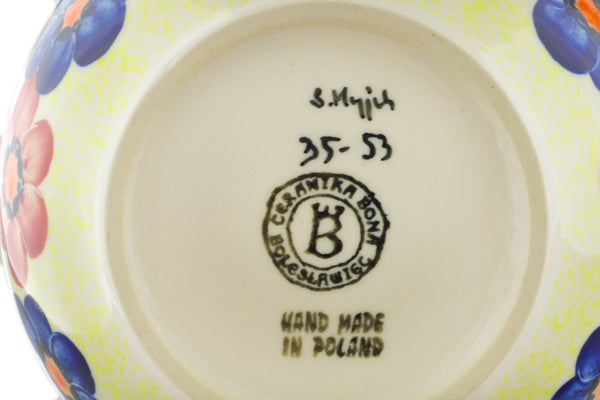 35-53
CERAMIKA BONA
B
BOLESŁAWIEC
HAND MADE
IN POLAND